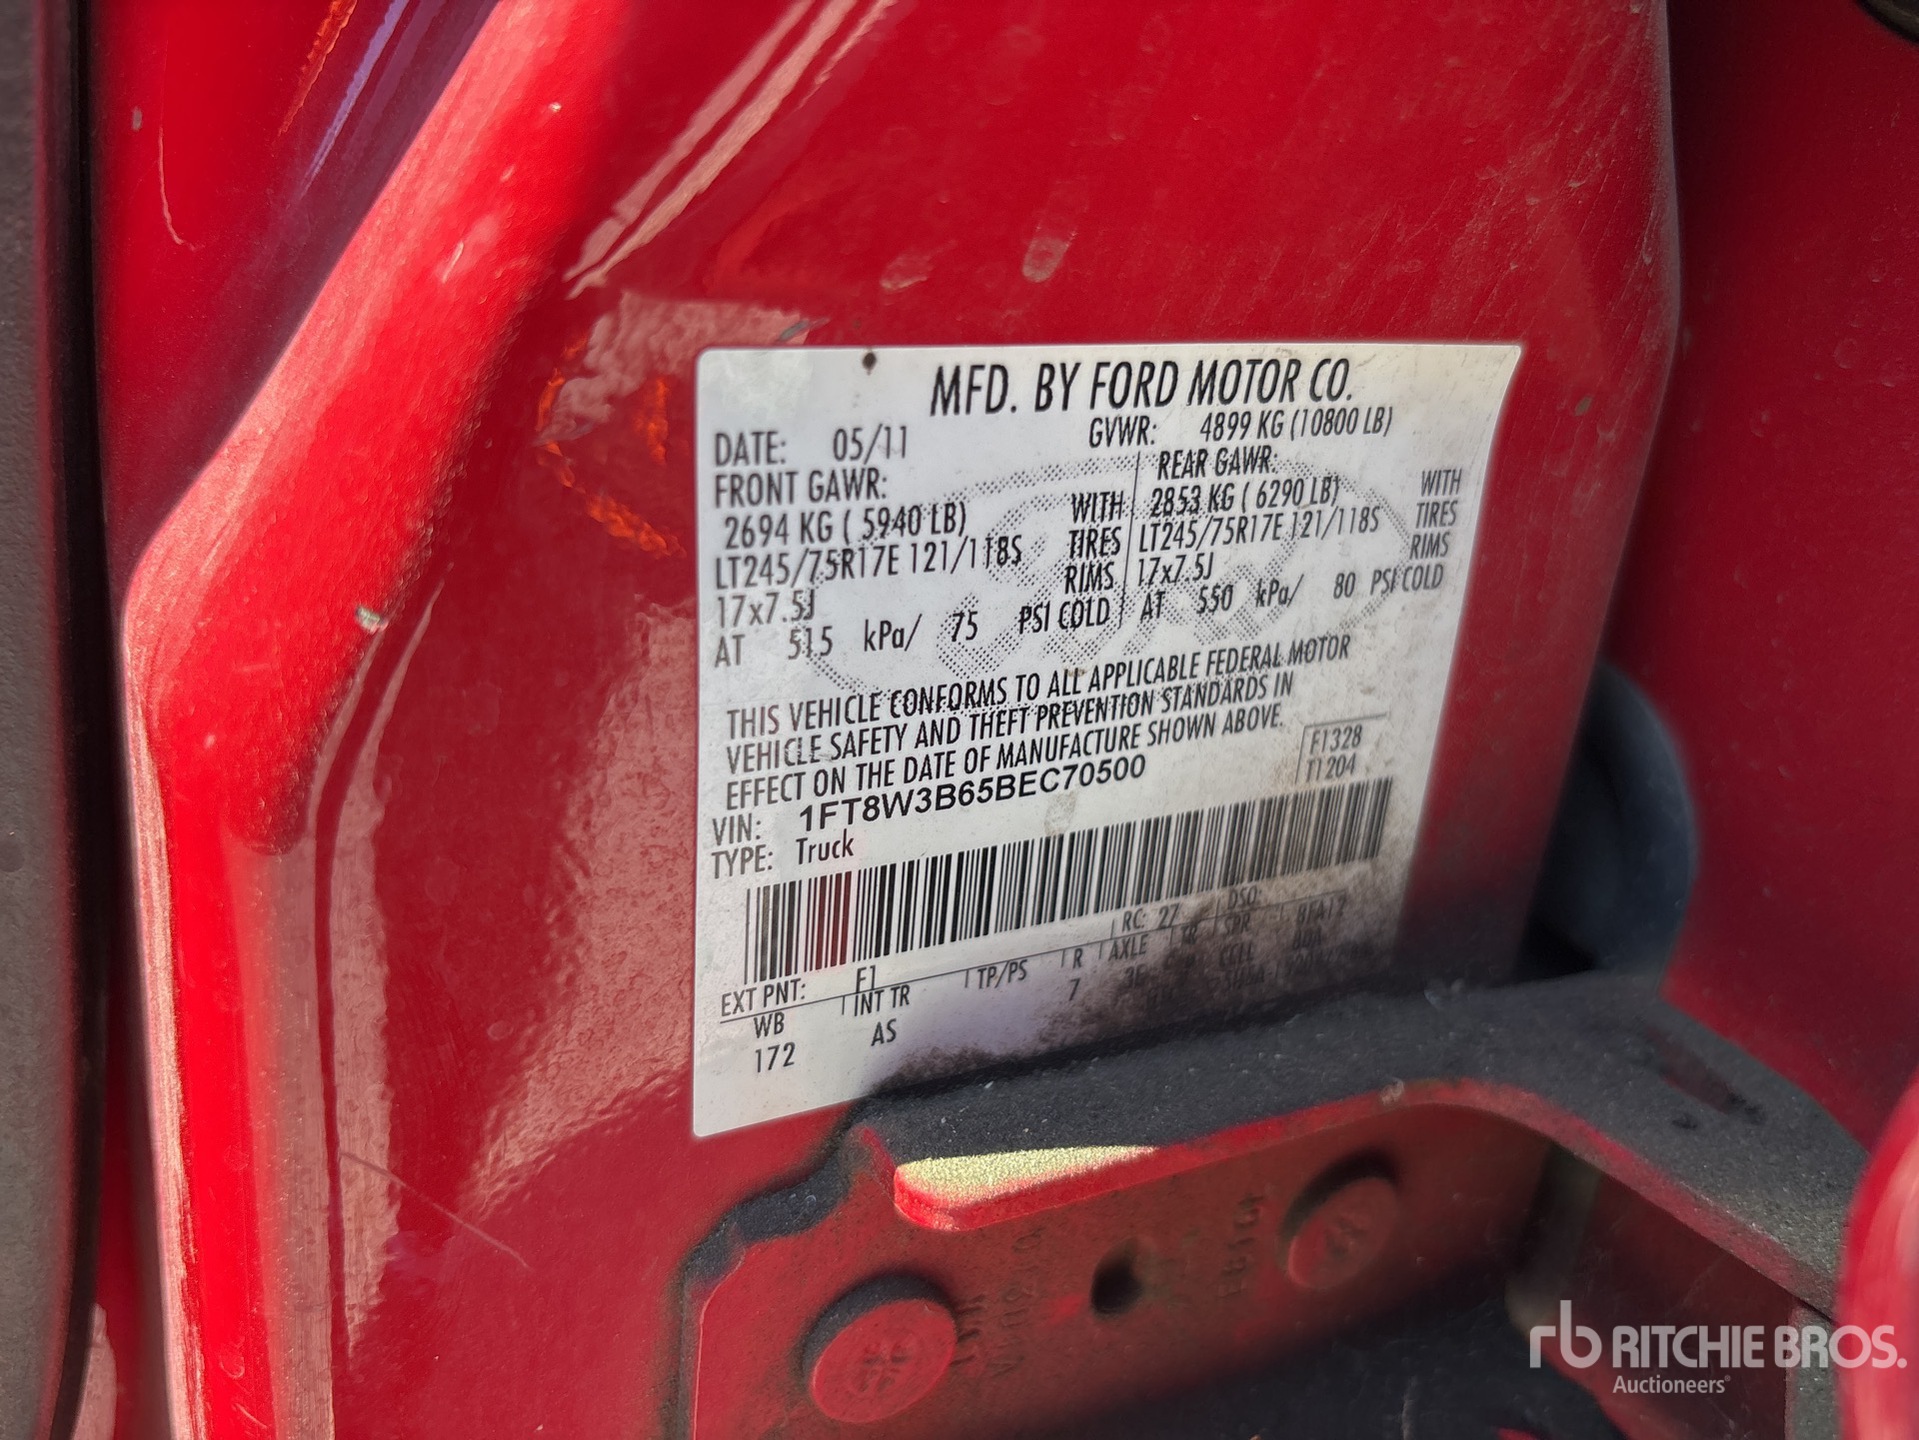 MFD. BY FORD MOTOR CO.
DATE: 05/11 GVWR: 4899 KG (10800 LB)
FRONT GAWR: REAR GAWR:
2694 KG ( 5940 LB) WITH 2853 KG ( 6290 LB) WITH
LT245/75R17E 121/118S TIRES LT245/75R17E 121/118S TIRES
17x7.5J RIMS 17x7.5J RIMS
AT 515 kPa/ 75 PSI COLD AT 550 kPa/ 80 PSI COLD
THIS VEHICLE CONFORMS TO ALL APPLICABLE FEDERAL MOTOR
VEHICLE SAFETY AND THEFT PREVENTION STANDARDS IN
EFFECT ON THE DATE OF MANUFACTURE SHOWN ABOVE.
F1328
VIN: 1FT8W3B65BEC70500 T1204
TYPE: Truck
EXT PNT: F1 RC: 27 DSO:
WB INT TR TP/PS R AXLE TR SPR
172 AS 7
rb RITCHIE BROS.
Auctioneers